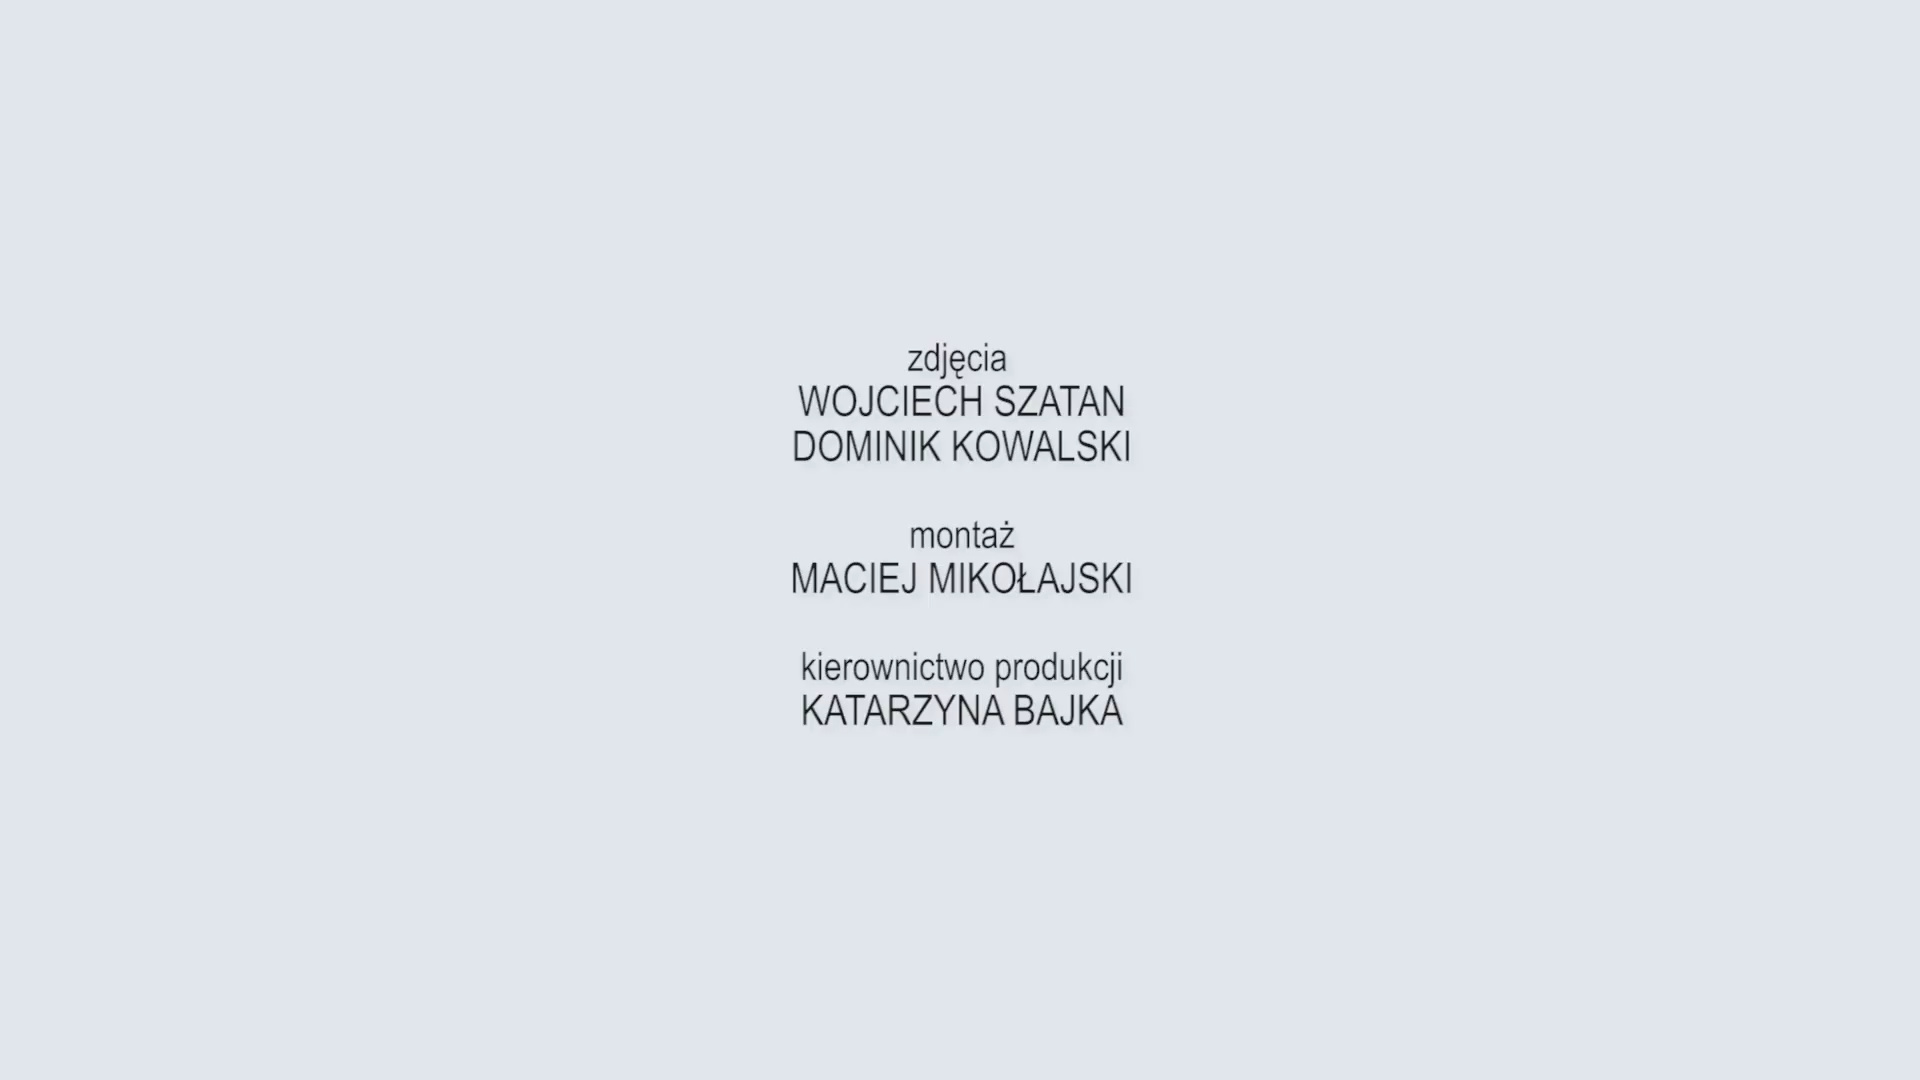 zdjęcia
WOJCIECH SZATAN
DOMINIK KOWALSKI
montaż
MACIEJ MIKOŁAJSKI
kierownictwo produkcji
KATARZYNA BAJKA